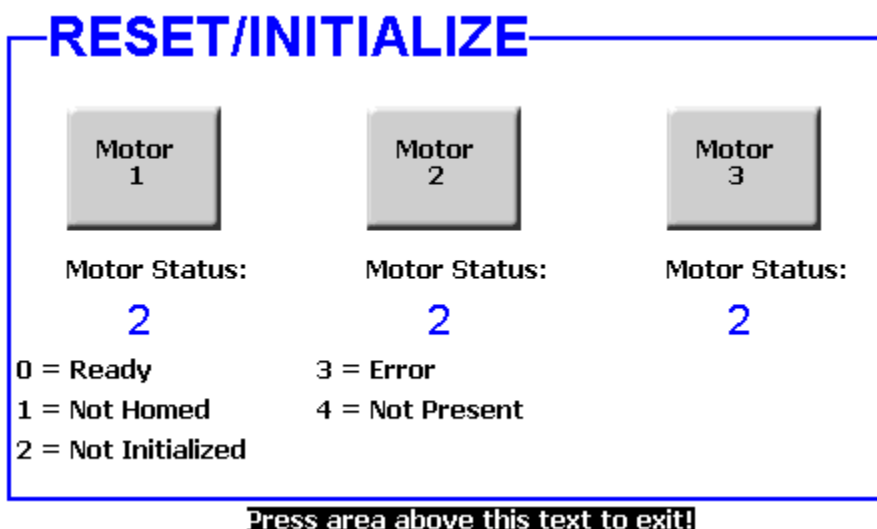 RESET/INITIALIZE
Motor
1
Motor
2
Motor
3
Motor Status:
Motor Status:
Motor Status:
2
2
2
0 = Ready
3 = Error
1 = Not Homed
4 = Not Present
2 = Not Initialized
Press area above this text to exit!